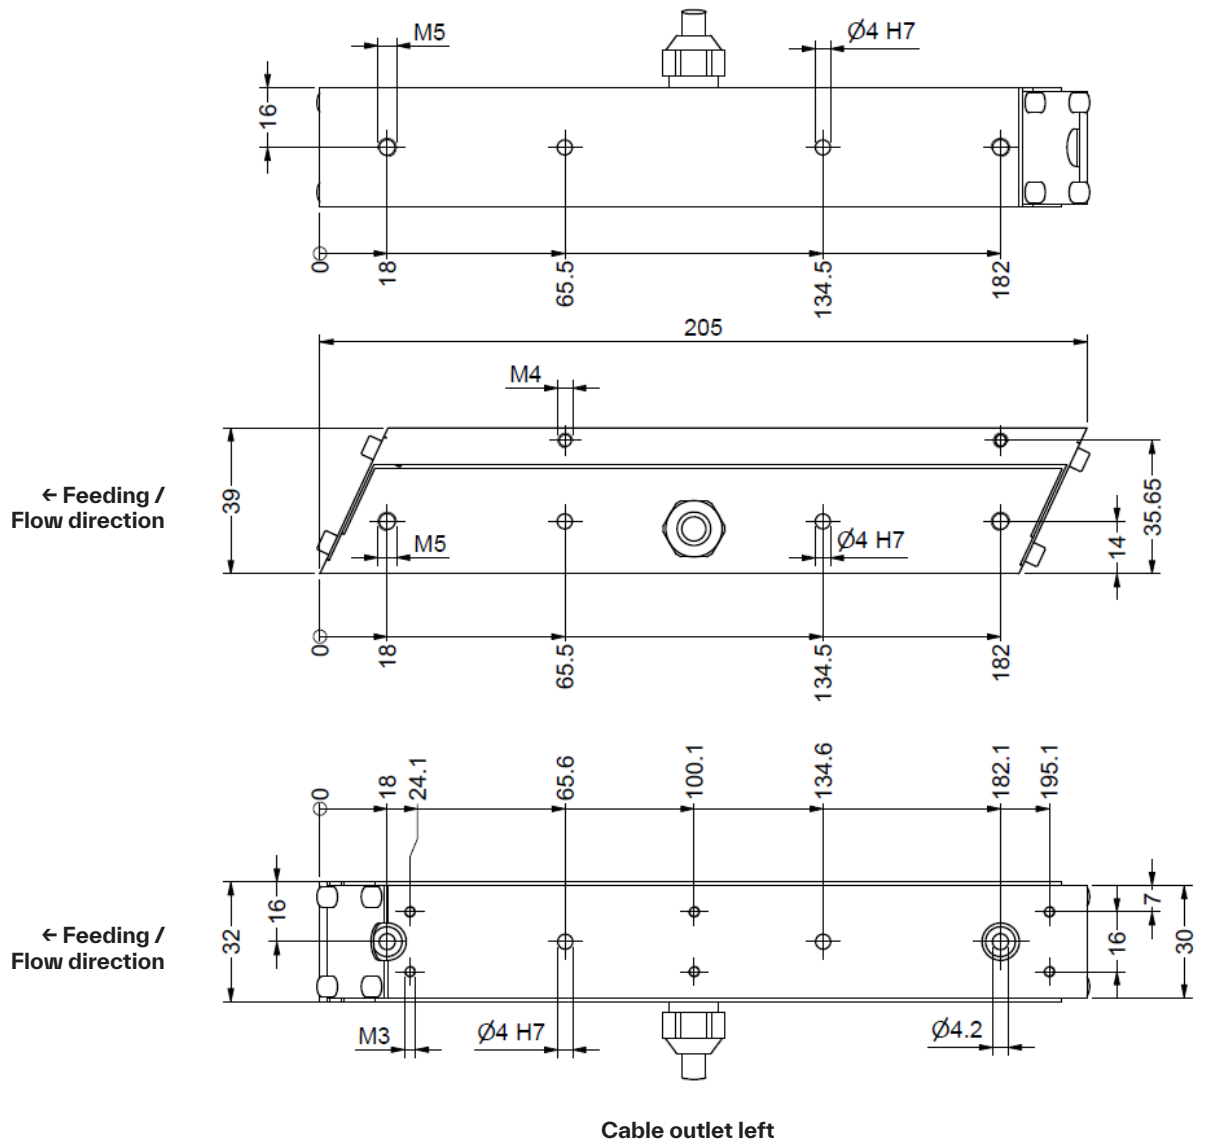 M5
Ø4 H7
16
0
18
65.5
134.5
182
205
M4
← Feeding /
Flow direction
39
M5
Ø4 H7
14
35.65
0
18
65.5
134.5
182
0
18
24.1
65.6
100.1
134.6
182.1
195.1
← Feeding /
Flow direction
32
16
7
16
30
M3
Ø4 H7
Ø4.2
Cable outlet left